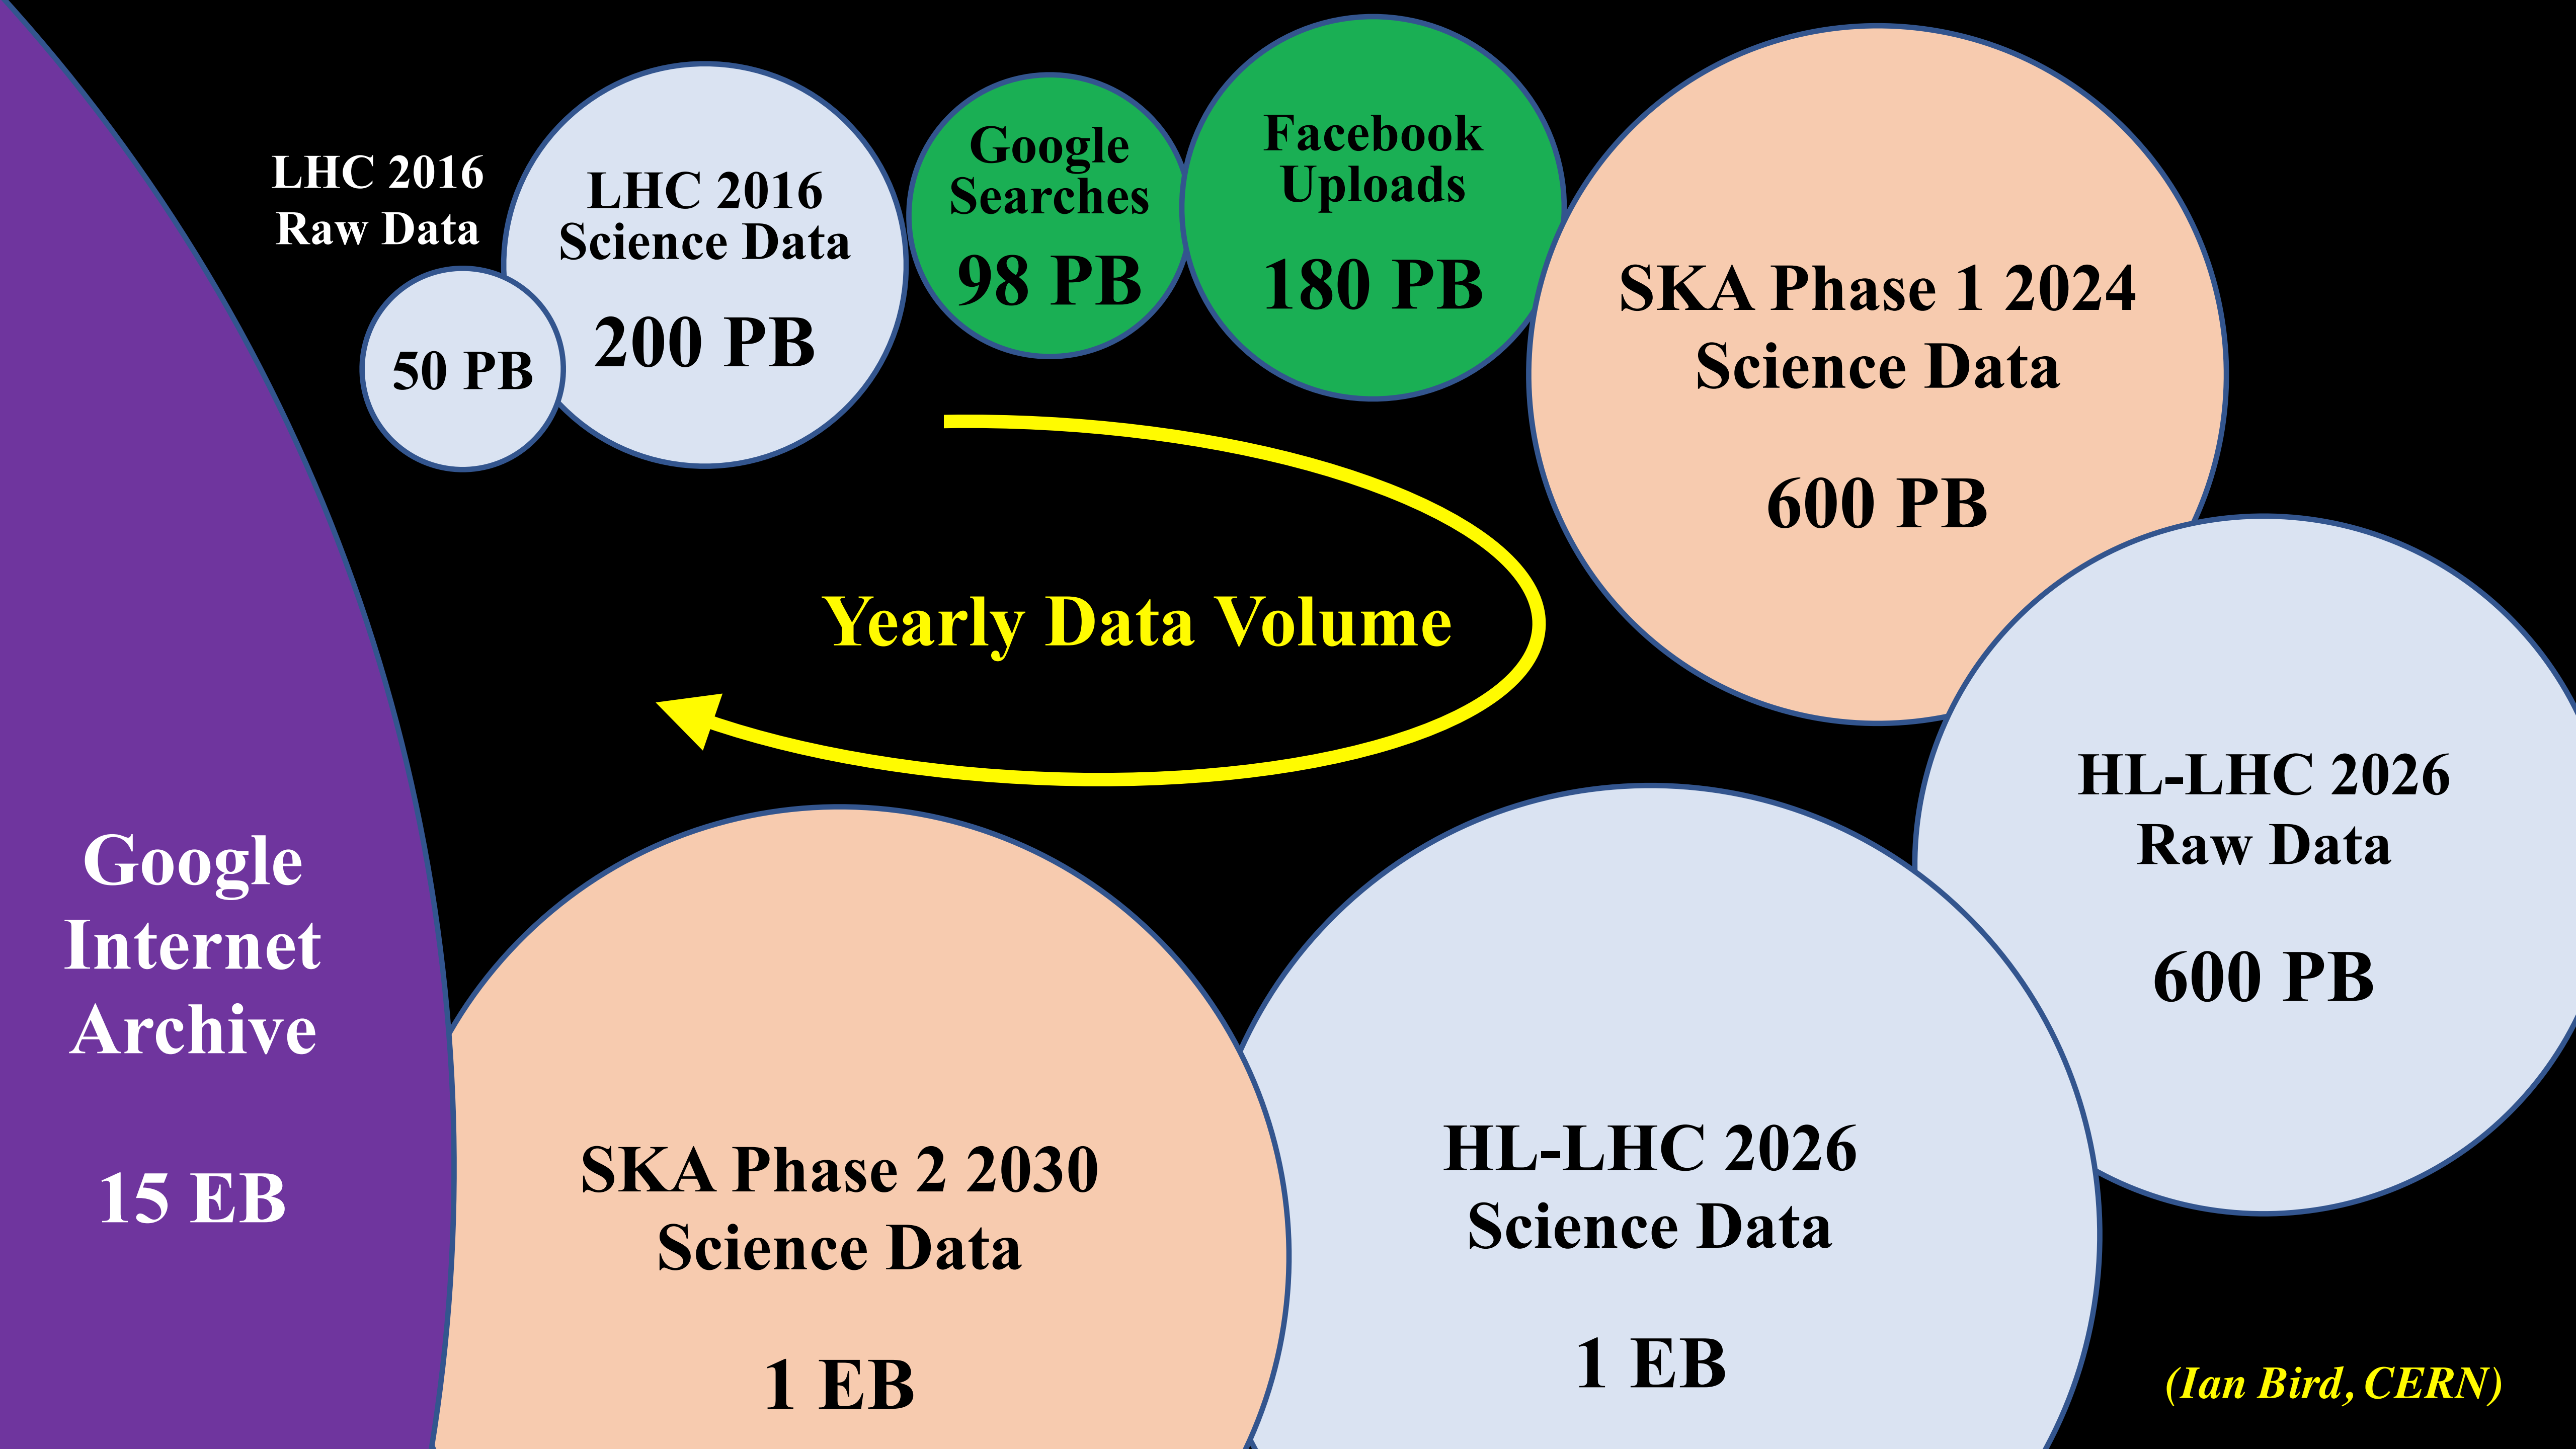 LHC 2016
Raw Data
50 PB
LHC 2016
Science Data
200 PB
Google
Searches
98 PB
Facebook
Uploads
180 PB
SKA Phase 1 2024
Science Data
600 PB
Yearly Data Volume
HL-LHC 2026
Raw Data
600 PB
HL-LHC 2026
Science Data
1 EB
SKA Phase 2 2030
Science Data
1 EB
Google
Internet
Archive
15 EB
(Ian Bird, CERN)